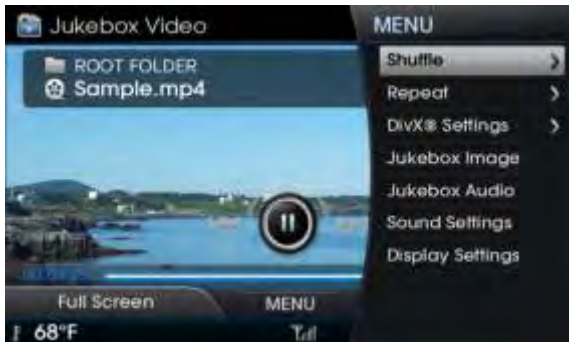 Jukebox Video
ROOT FOLDER
Sample.mp4
Full Screen
MENU
68°F
MENU
Shuffle
Repeat
DivX® Settings
Jukebox Image
Jukebox Audio
Sound Settings
Display Settings